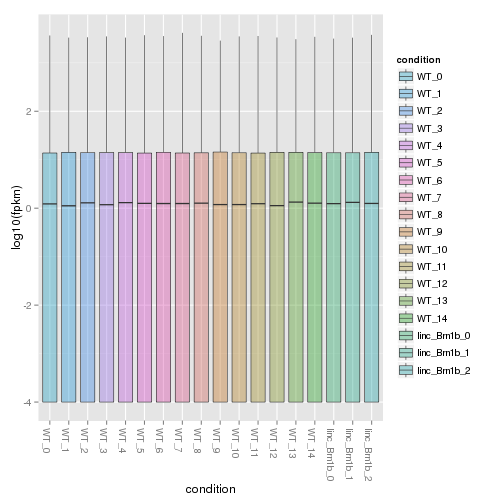 log10(fpkm)
2
0
-2
-4
WT_0
WT_1
WT_2
WT_3
WT_4
WT_5
WT_6
WT_7
WT_8
WT_9
WT_10
WT_11
WT_12
WT_13
WT_14
linc_Brn1b_0
linc_Brn1b_1
linc_Brn1b_2
condition
condition
WT_0
WT_1
WT_2
WT_3
WT_4
WT_5
WT_6
WT_7
WT_8
WT_9
WT_10
WT_11
WT_12
WT_13
WT_14
linc_Brn1b_0
linc_Brn1b_1
linc_Brn1b_2